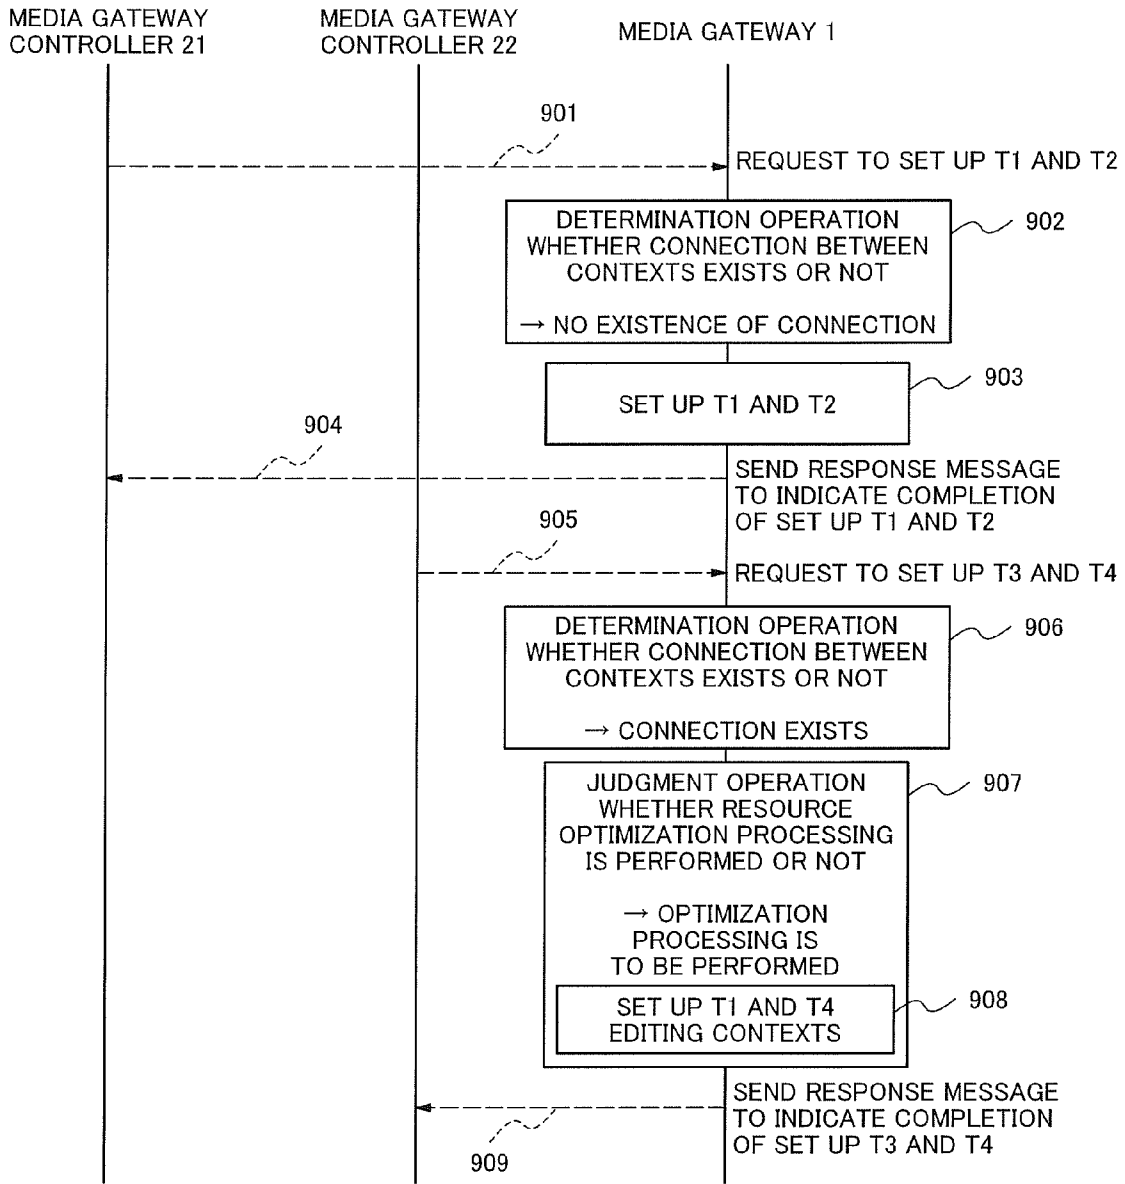 MEDIA GATEWAY
CONTROLLER 21
MEDIA GATEWAY
CONTROLLER 22
MEDIA GATEWAY 1
901
REQUEST TO SET UP T1 AND T2
DETERMINATION OPERATION
WHETHER CONNECTION BETWEEN
CONTEXTS EXISTS OR NOT
→ NO EXISTENCE OF CONNECTION
902
SET UP T1 AND T2
903
904
SEND RESPONSE MESSAGE
TO INDICATE COMPLETION
OF SET UP T1 AND T2
905
REQUEST TO SET UP T3 AND T4
DETERMINATION OPERATION
WHETHER CONNECTION BETWEEN
CONTEXTS EXISTS OR NOT
→ CONNECTION EXISTS
906
JUDGMENT OPERATION
WHETHER RESOURCE
OPTIMIZATION PROCESSING
IS PERFORMED OR NOT
→ OPTIMIZATION
PROCESSING IS
TO BE PERFORMED
907
SET UP T1 AND T4
EDITING CONTEXTS
908
SEND RESPONSE MESSAGE
TO INDICATE COMPLETION
OF SET UP T3 AND T4
909